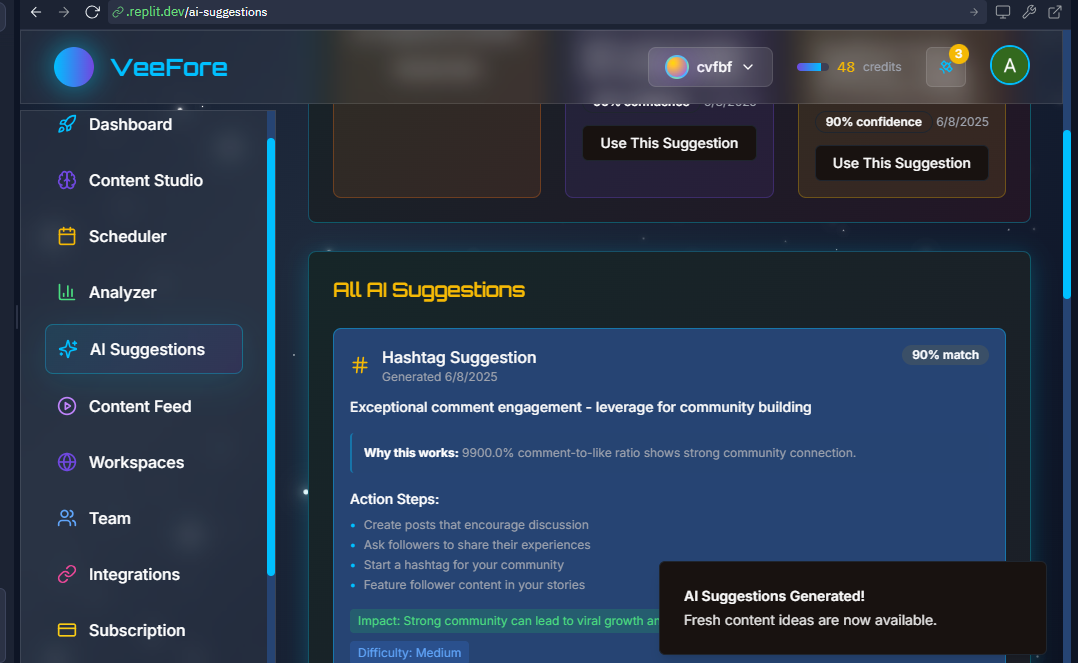 .replit.dev/ai-suggestions
VeeFore
cvfbf
48 credits
3
A
Dashboard
Content Studio
Scheduler
Analyzer
AI Suggestions
Content Feed
Workspaces
Team
Integrations
Subscription
90% confidence 6/8/2025
Use This Suggestion
90% confidence 6/8/2025
Use This Suggestion
All AI Suggestions
Hashtag Suggestion
90% match
Generated 6/8/2025
Exceptional comment engagement - leverage for community building
Why this works: 9900.0% comment-to-like ratio shows strong community connection.
Action Steps:
• Create posts that encourage discussion
• Ask followers to share their experiences
• Start a hashtag for your community
• Feature follower content in your stories
Impact: Strong community can lead to viral growth
Difficulty: Medium
AI Suggestions Generated!
Fresh content ideas are now available.